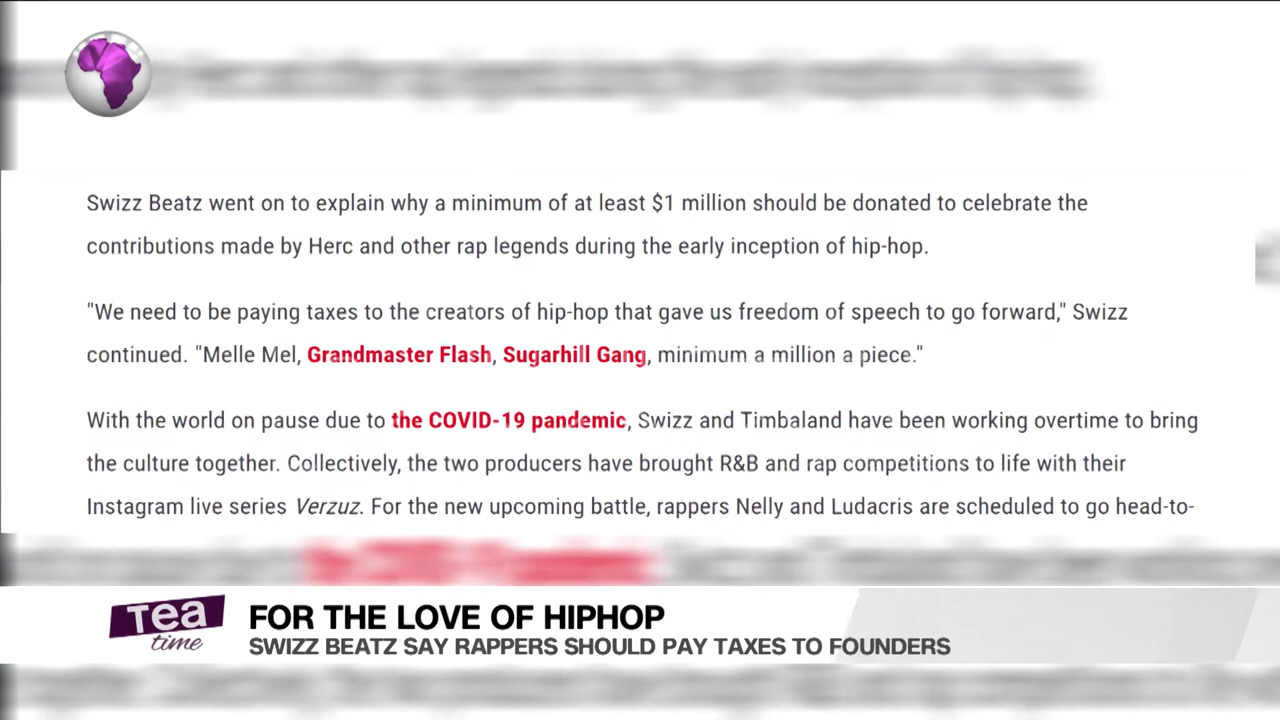 Swizz Beatz went on to explain why a minimum of at least $1 million should be donated to celebrate the
contributions made by Herc and other rap legends during the early inception of hip-hop.
"We need to be paying taxes to the creators of hip-hop that gave us freedom of speech to go forward," Swizz
continued. "Melle Mel, Grandmaster Flash, Sugarhill Gang, minimum a million a piece."
With the world on pause due to the COVID-19 pandemic, Swizz and Timbaland have been working overtime to bring
the culture together. Collectively, the two producers have brought R&B and rap competitions to life with their
Instagram live series Verzuz. For the new upcoming battle, rappers Nelly and Ludacris are scheduled to go head-to-
Tea
time
FOR THE LOVE OF HIPHOP
SWIZZ BEATZ SAY RAPPERS SHOULD PAY TAXES TO FOUNDERS